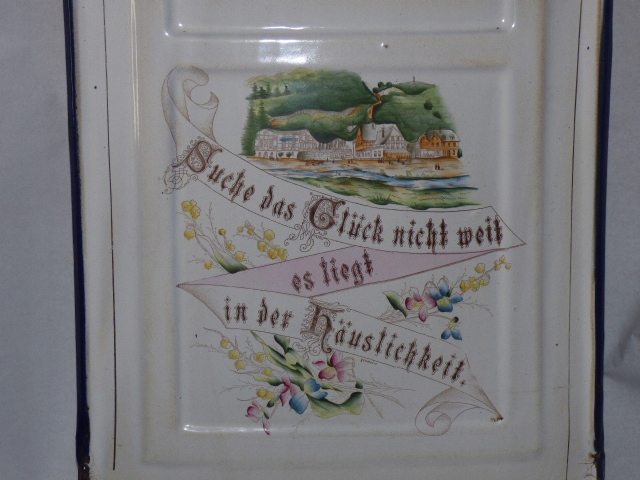 Suche das Glück nicht weit
es liegt
in der Häuslichkeit.